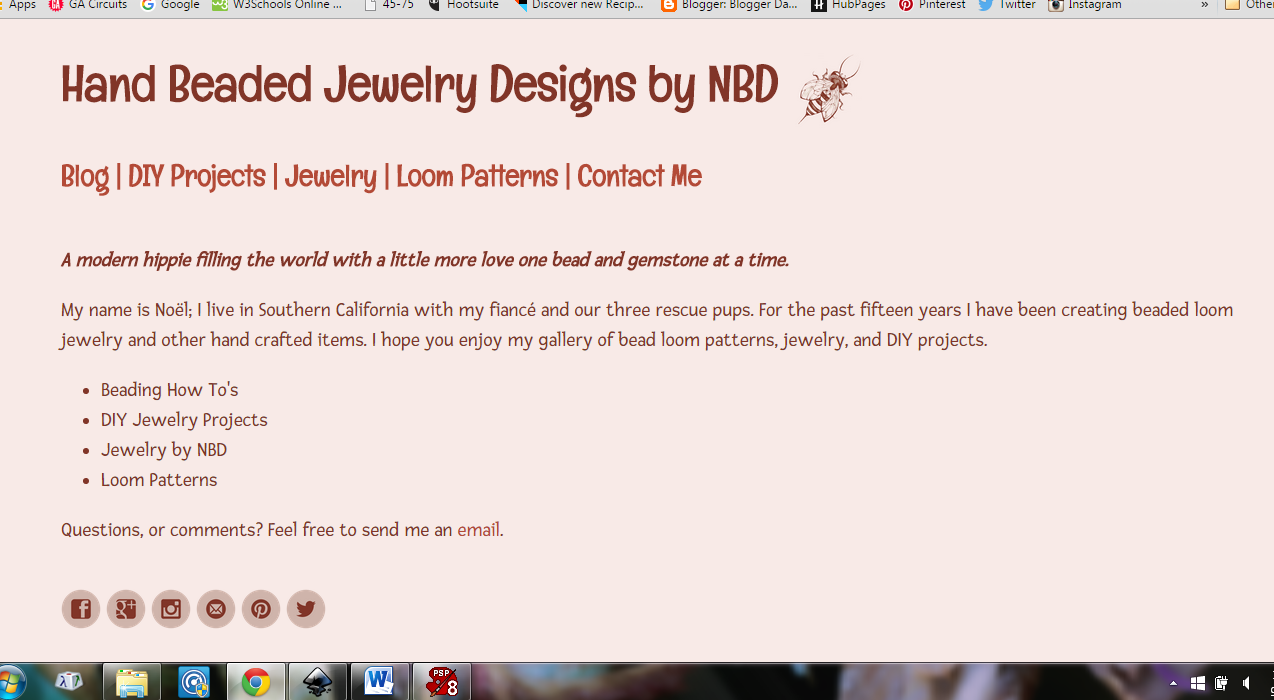 Apps GA Circuits Google W3Schools Online ... 45-75 Hootsuite Discover new Recip... Blogger: Blogger Da... HubPages Pinterest Twitter Instagram » Other
Hand Beaded Jewelry Designs by NBD
Blog | DIY Projects | Jewelry | Loom Patterns | Contact Me
A modern hippie filling the world with a little more love one bead and gemstone at a time.
My name is Noël; I live in Southern California with my fiancé and our three rescue pups. For the past fifteen years I have been creating beaded loom
jewelry and other hand crafted items. I hope you enjoy my gallery of bead loom patterns, jewelry, and DIY projects.
• Beading How To's
• DIY Jewelry Projects
• Jewelry by NBD
• Loom Patterns
Questions, or comments? Feel free to send me an email.
PSP 8